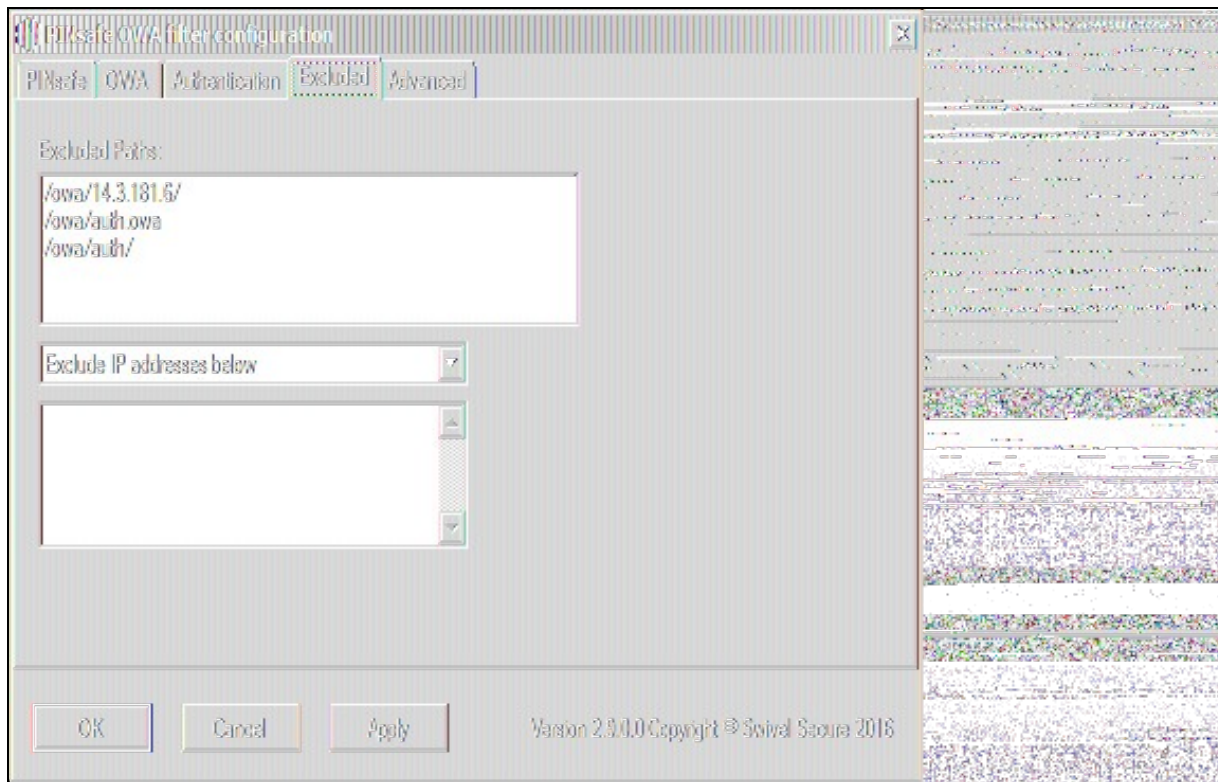 PINsafe OWA filter configuration
PINsafe OWA Authentication Excluded Advanced
Excluded Paths:
/owa/14.3.181.6/
/owa/auth.owa
/owa/auth/
Exclude IP addresses below
OK Cancel Apply Version 2.9.0.0 Copyright © Swivel Secure 2016